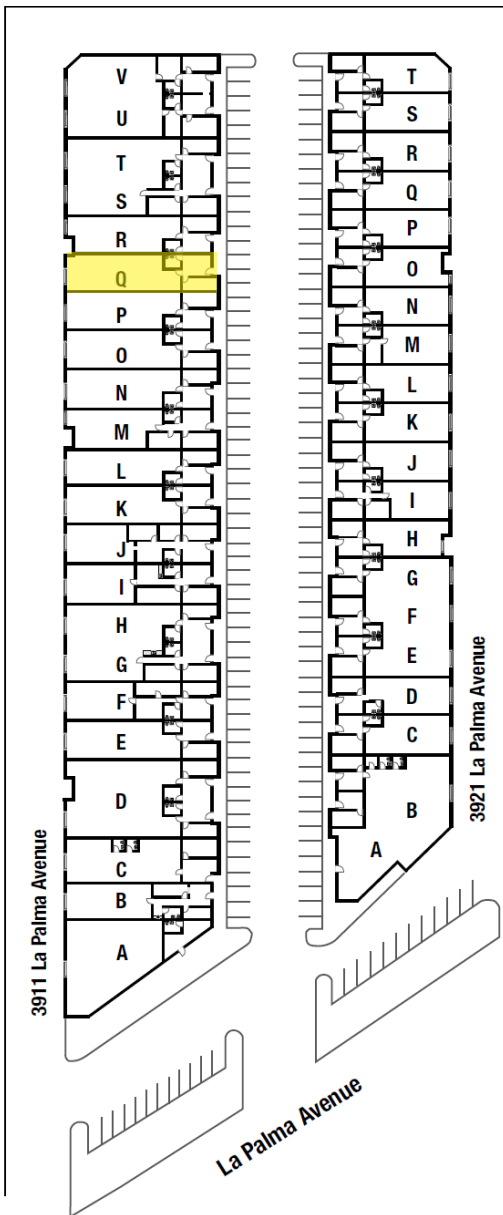 V
U
T
S
R
Q
P
O
N
M
L
K
J
I
H
G
F
E
D
C
B
A
3911 La Palma Avenue
T
S
R
Q
P
O
N
M
L
K
J
I
H
G
F
E
D
C
B
A
3921 La Palma Avenue
La Palma Avenue